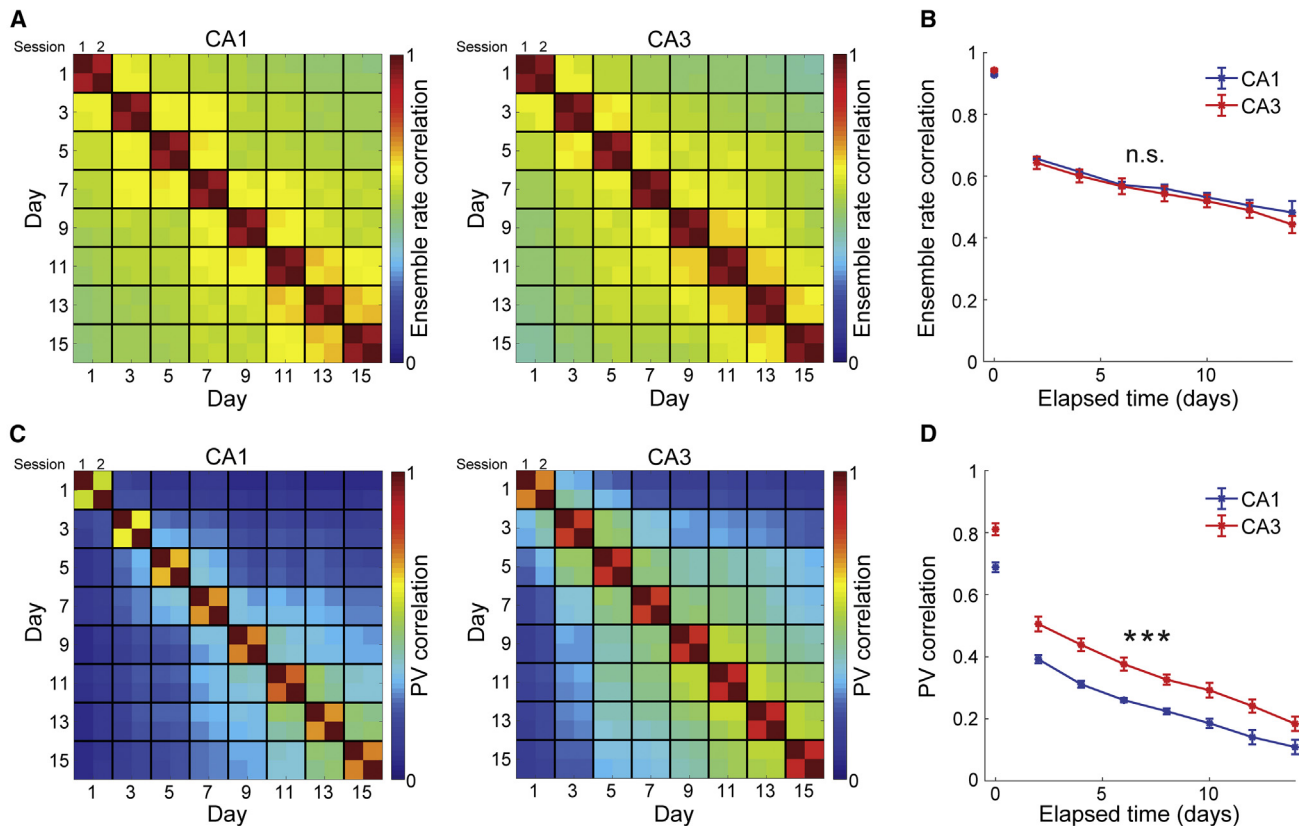 A
CA1
Session 1 2
1
3
5
7
9
11
13
15
Day
1 3 5 7 9 11 13 15
Day
1
0
Ensemble rate correlation
CA3
Session 1 2
1
3
5
7
9
11
13
15
1 3 5 7 9 11 13 15
Day
1
0
Ensemble rate correlation
B
1
0.8
0.6
0.4
0.2
0
Ensemble rate correlation
CA1
CA3
n.s.
0 5 10
Elapsed time (days)
C
CA1
Session 1 2
1
3
5
7
9
11
13
15
Day
1 3 5 7 9 11 13 15
Day
1
0
PV correlation
CA3
Session 1 2
1
3
5
7
9
11
13
15
1 3 5 7 9 11 13 15
Day
1
0
PV correlation
D
1
0.8
0.6
0.4
0.2
0
PV correlation
CA1
CA3
***
0 5 10
Elapsed time (days)